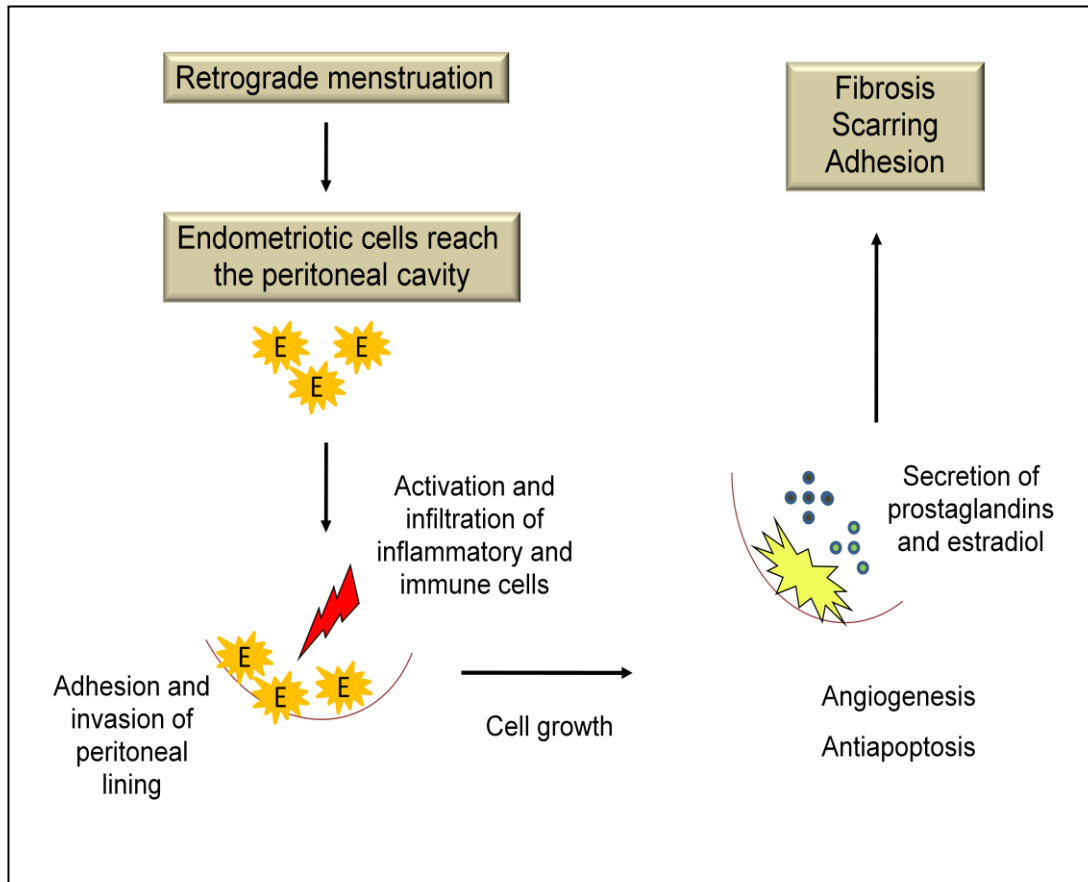 Retrograde menstruation
Endometriotic cells reach
the peritoneal cavity
E
E
E
Activation and
infiltration of
inflammatory and
immune cells
E
E
E
Adhesion and
invasion of
peritoneal
lining
Cell growth
Fibrosis
Scarring
Adhesion
Secretion of
prostaglandins
and estradiol
Angiogenesis
Antiapoptosis